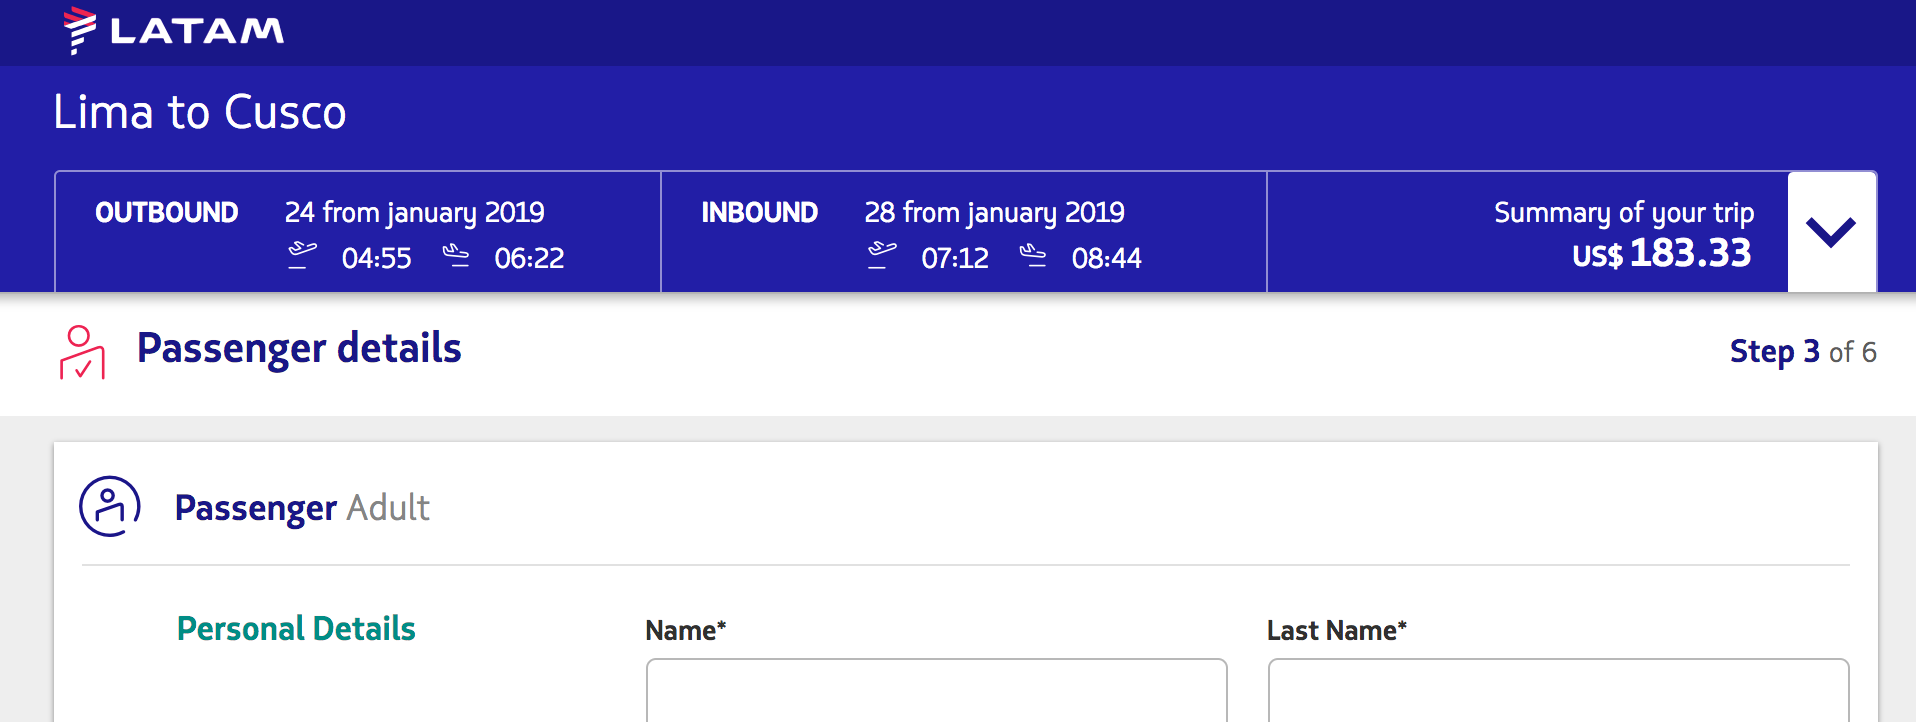 LATAM
Lima to Cusco
OUTBOUND 24 from january 2019
04:55 06:22
INBOUND 28 from january 2019
07:12 08:44
Summary of your trip
US$ 183.33
Passenger details
Step 3 of 6
Passenger Adult
Personal Details
Name*
Last Name*